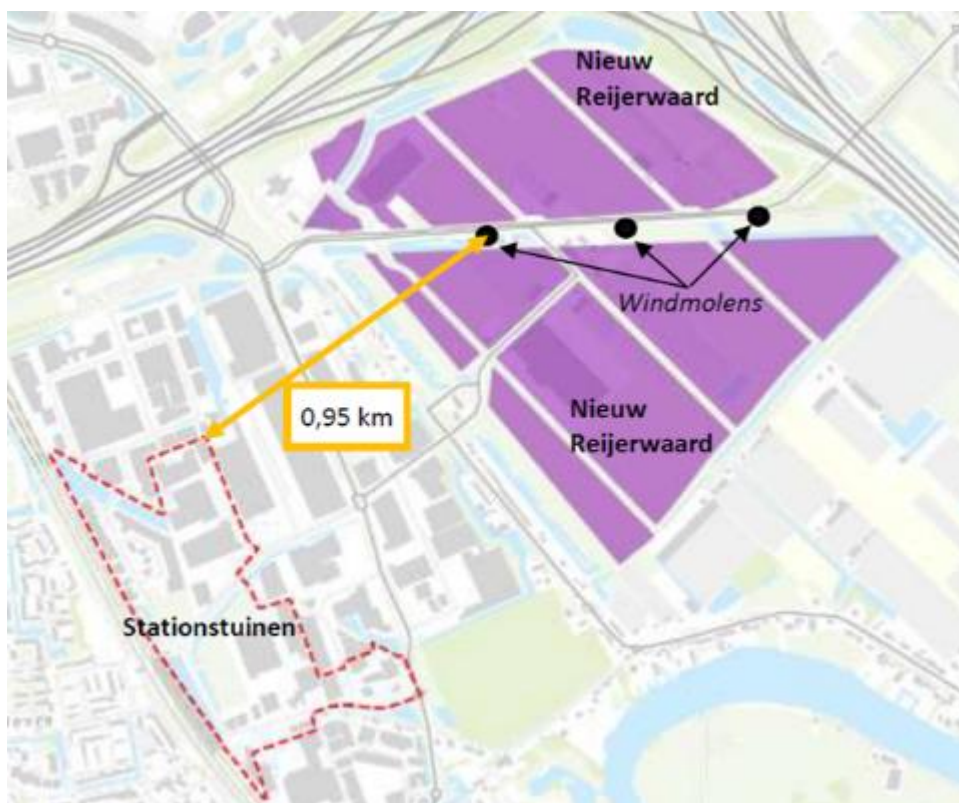 Nieuw
Reijerwaard
Windmolens
0,95 km
Nieuw
Reijerwaard
Stationstuinen